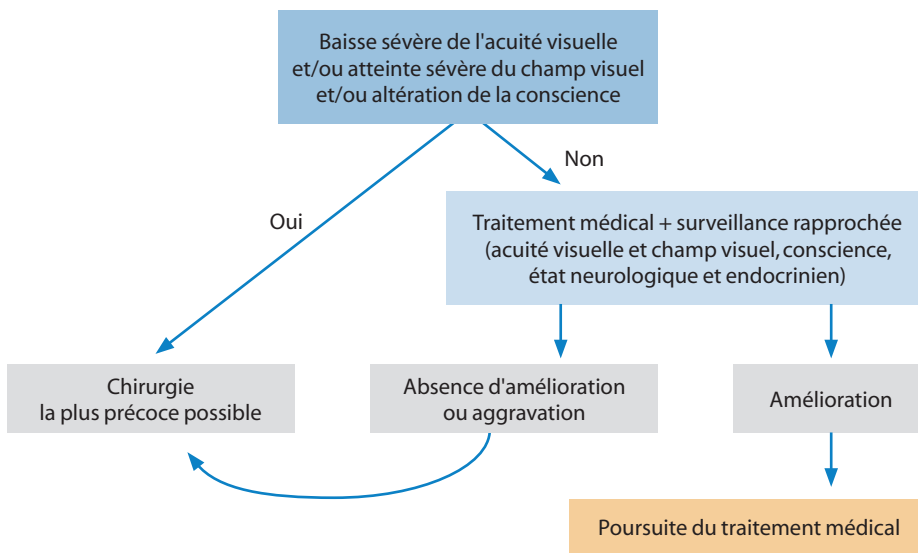 Baisse sévère de l'acuité visuelle
et/ou atteinte sévère du champ visuel
et/ou altération de la conscience
Non
Oui
Traitement médical + surveillance rapprochée
(acuité visuelle et champ visuel, conscience,
état neurologique et endocrinien)
Chirurgie
la plus précoce possible
Absence d'amélioration
ou aggravation
Amélioration
Poursuite du traitement médical